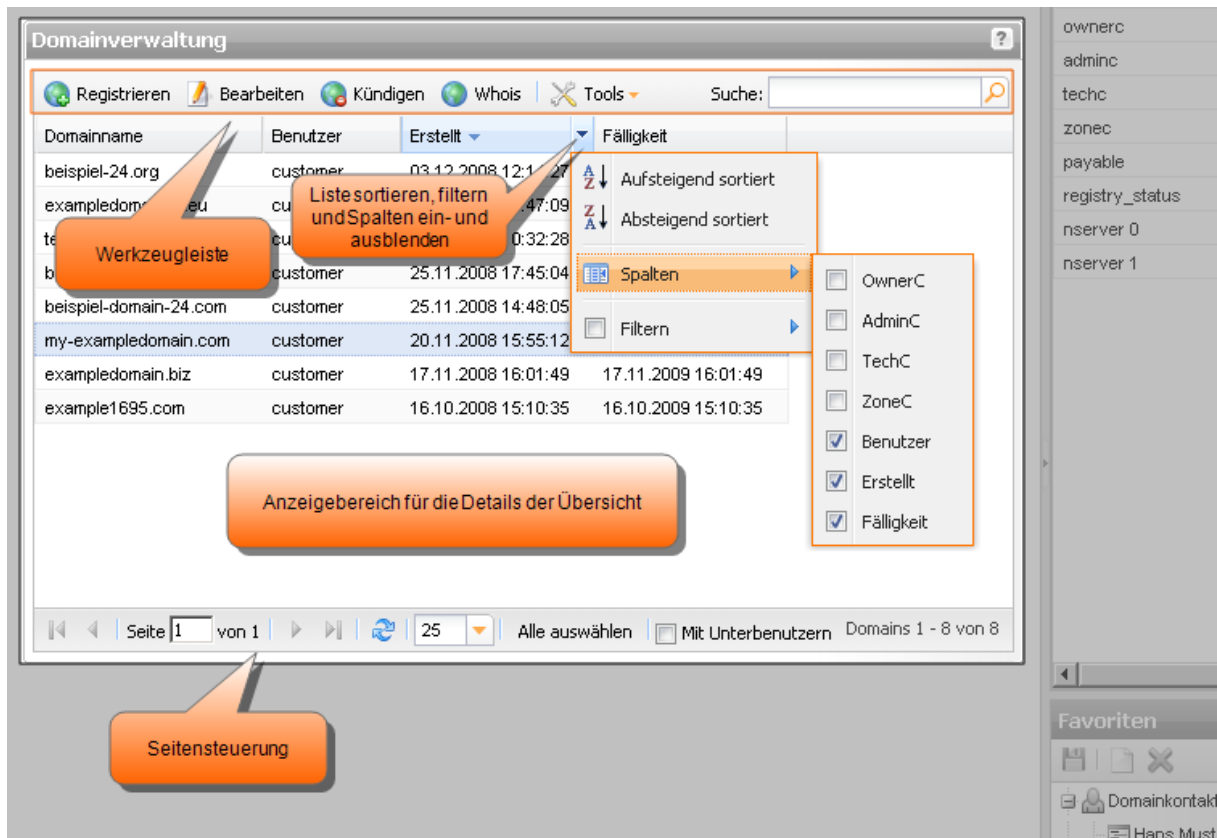 Domainverwaltung
?
Registrieren Bearbeiten Kündigen Whois Tools Suche:
Domainname Benutzer Erstellt Fälligkeit
beispiel-24.org customer
customer
customer 25.11.2008 17:45:04
beispiel-domain-24.com customer 25.11.2008 14:48:05
my-exampledomain.com customer 20.11.2008 15:55:12
exampledomain.biz customer 17.11.2008 16:01:49 17.11.2009 16:01:49
example1695.com customer 16.10.2008 15:10:35 16.10.2009 15:10:35
Werkzeugleiste
Liste sortieren, filtern
und Spalten ein- und
ausblenden
Aufsteigend sortiert
Absteigend sortiert
Spalten
Filtern
OwnerC
AdminC
TechC
ZoneC
Benutzer
Erstellt
Fälligkeit
Anzeigebereich für die Details der Übersicht
Seite 1 von 1 25 Alle auswählen Mit Unterbenutzern Domains 1 - 8 von 8
Seitensteuerung
ownerc
adminc
techc
zonec
payable
registry_status
nserver 0
nserver 1
Favoriten
Domainkontakt
Hans Must